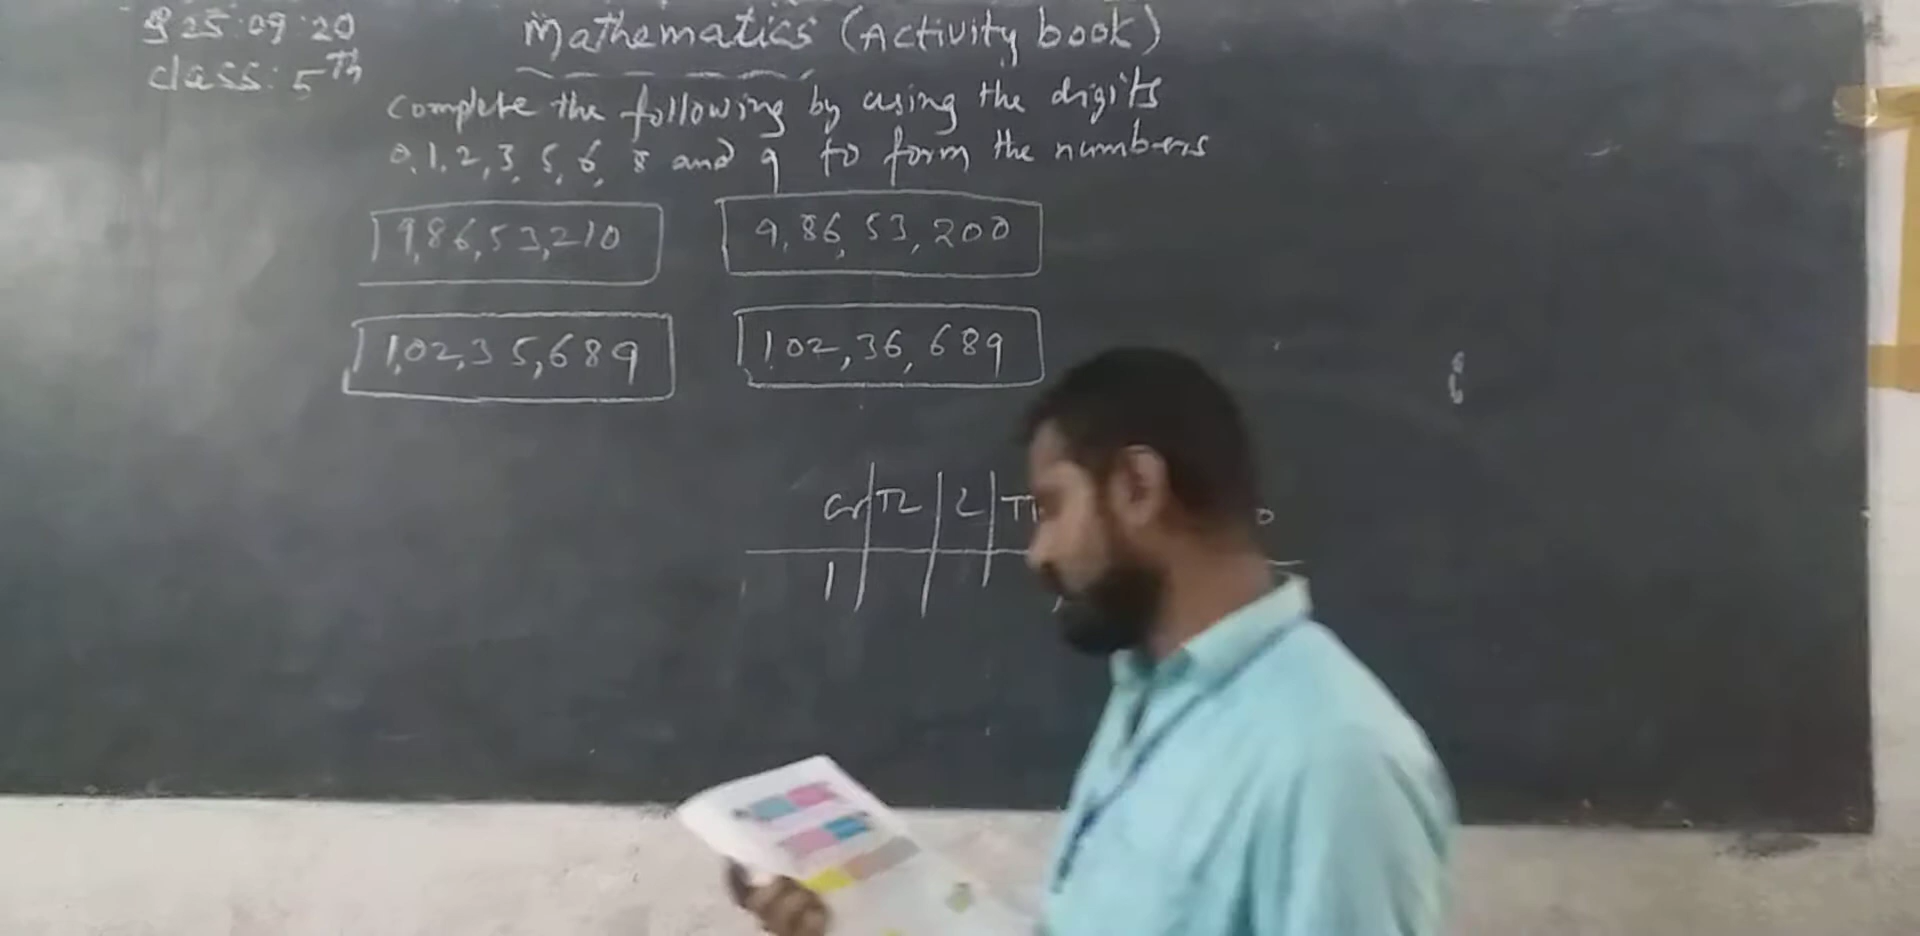 25:09:20
class: 5Th
Mathematics (Activity book)
complete the following by using the digits
0,1,2,3,5,6,8 and 9 to form the numbers
9,86,53,210
9,86,53,200
1,02,35,689
1,02,36,689
Cr TL L
1